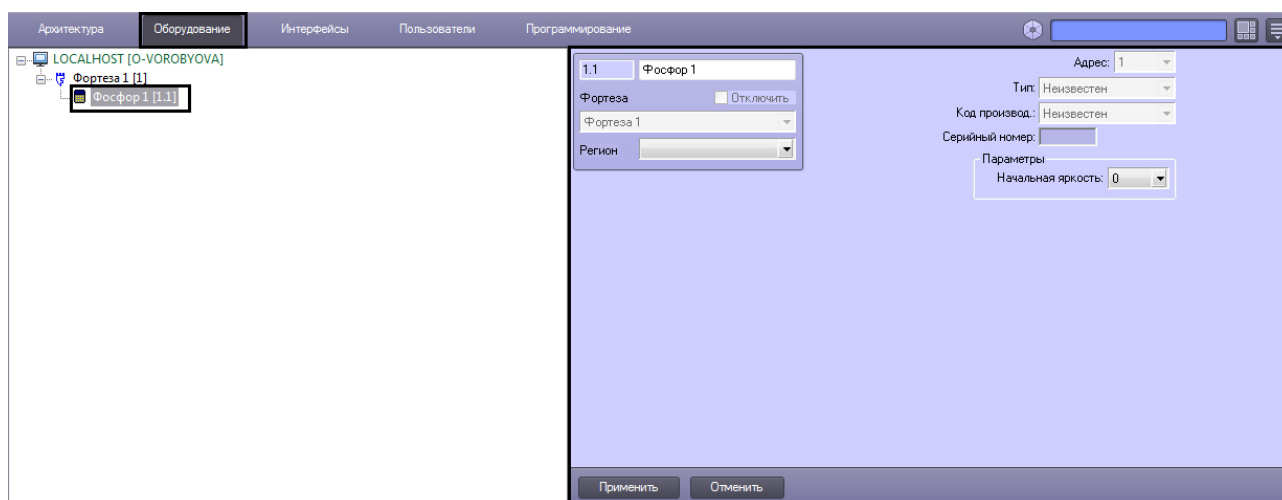 Архитектура Оборудование Интерфейсы Пользователи Программирование
LOCALHOST [O-VOROBYOVA]
Фортеза 1 [1]
Фосфор 1 [1.1]
1.1 Фосфор 1
Фортеза Отключить
Фортеза 1
Регион
Адрес: 1
Тип: Неизвестен
Код производ.: Неизвестен
Серийный номер:
Параметры
Начальная яркость: 0
Применить Отменить